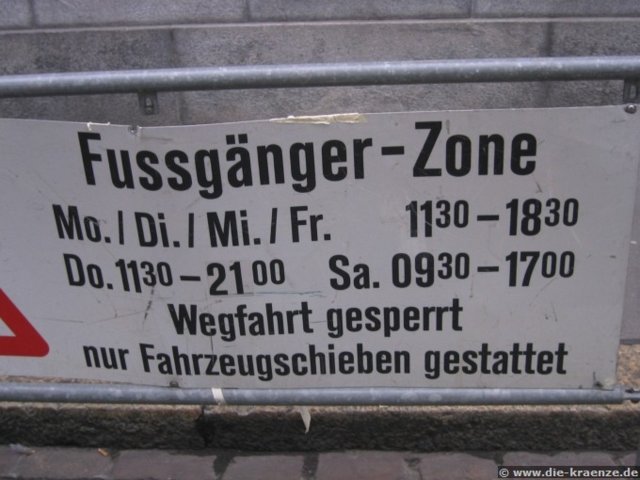 Fussgänger-Zone
Mo./Di./Mi./Fr. 1130-1830
Do. 1130-2100 Sa. 0930-1700
Wegfahrt gesperrt
nur Fahrzeugschieben gestattet
© www.die-kraenze.de